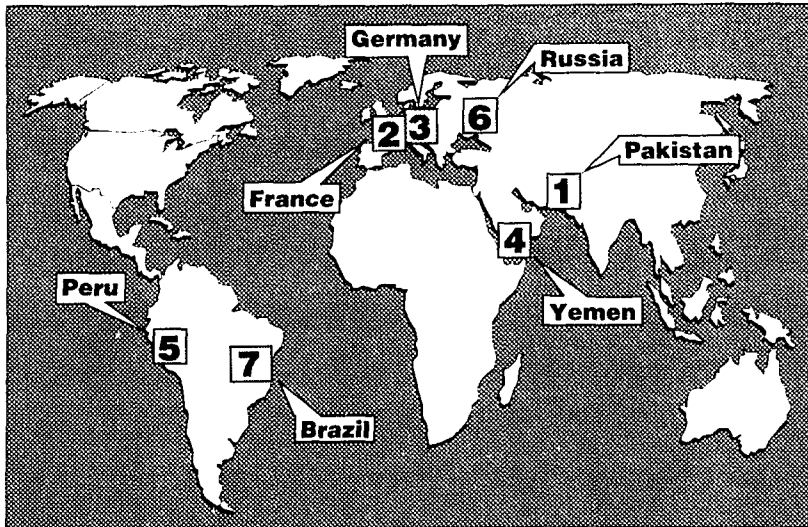 Germany
Russia
2
3
6
Pakistan
France
1
4
Peru
Yemen
5
7
Brazil